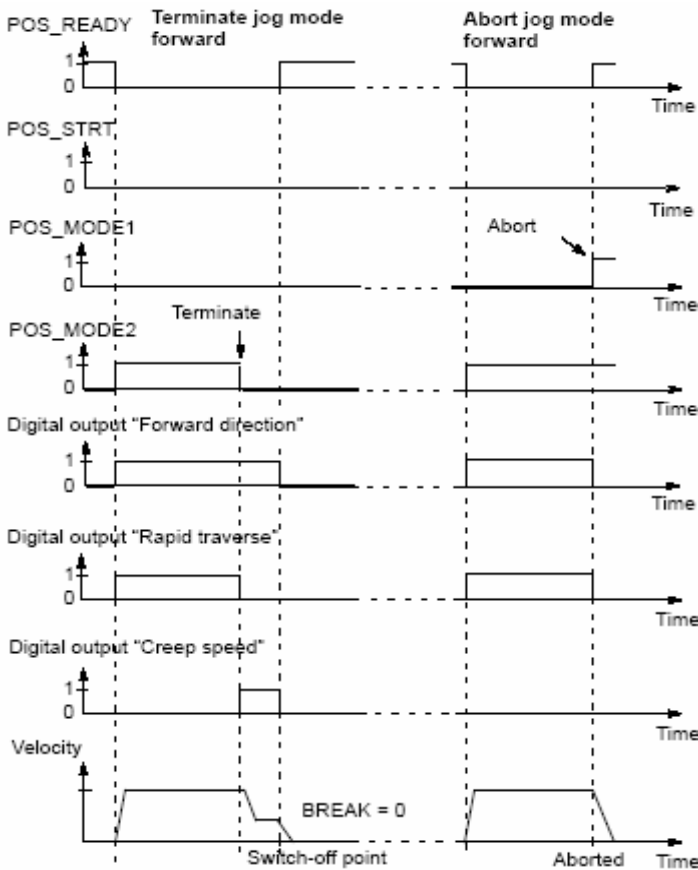 Terminate jog mode
forward
Abort jog mode
forward
POS_READY
1
0
Time
POS_STRT
1
0
Time
POS_MODE1
Abort
1
0
Time
Terminate
POS_MODE2
1
0
Time
Digital output "Forward direction"
1
0
Time
Digital output "Rapid traverse"
1
0
Time
Digital output "Creep speed"
1
0
Time
Velocity
BREAK = 0
Switch-off point
Aborted
Time